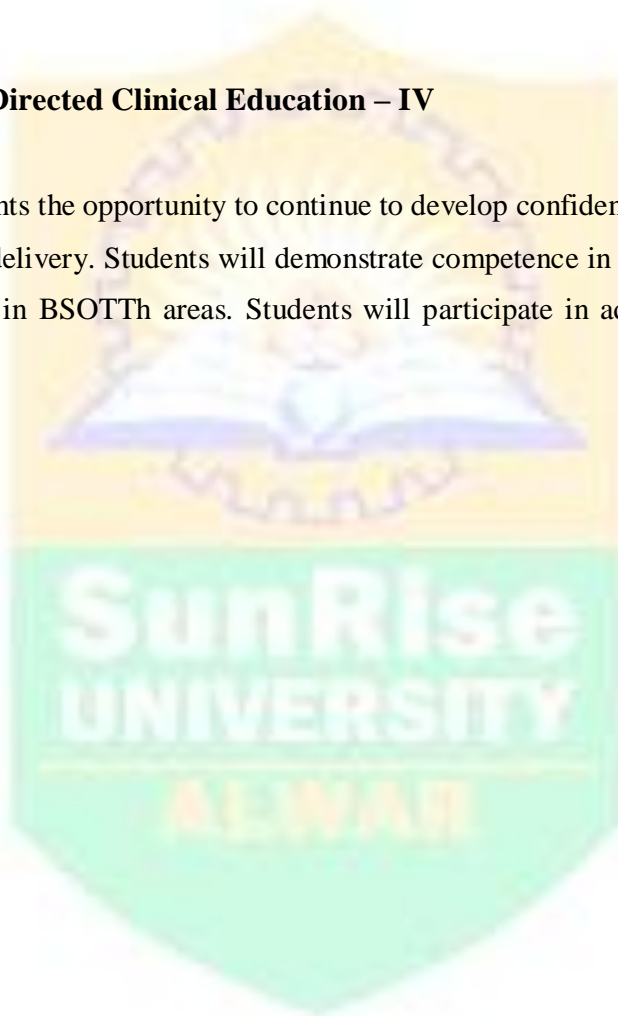 Directed Clinical Education – IV
nts the opportunity to continue to develop confiden
delivery. Students will demonstrate competence in
in BSOTTh areas. Students will participate in
SunRise
UNIVERSITY
ALWAR